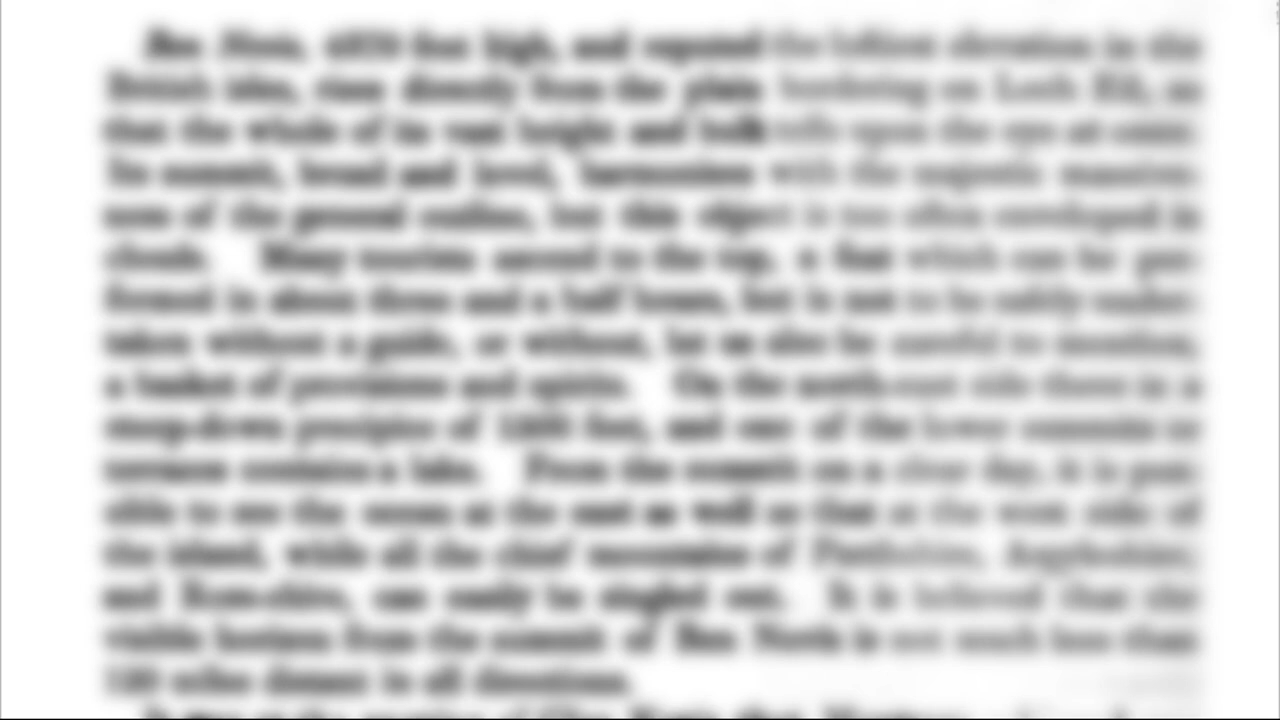 Ben Nevis, feet high, and reputed the loftiest elevation in the
British isles, rises directly from the plain bordering on Loch Eil, so
that the whole of its vast height and bulk tells upon the eye at once.
Its summit, broad and level, harmonises with the majestic massive-
ness of the general outline, but this object is too often enveloped in
clouds. Many tourists ascend to the top, a feat which can be per-
formed in about three and a half hours, but is not to be safely under-
taken without a guide, or without, let us also be careful to mention,
a basket of provisions and spirits. On the north-east side there is a
steep-down precipice of feet, and one of the lower summits or
terraces contains a lake. From the summit on a clear day, it is pos-
sible to see the ocean at the east as well as that at the west side of
the island, while all the chief mountains of Perthshire, Argyleshire,
and Ross-shire, can easily be singled out. It is believed that the
visible horizon from the summit of Ben Nevis is not much less than
120 miles distant in all directions.